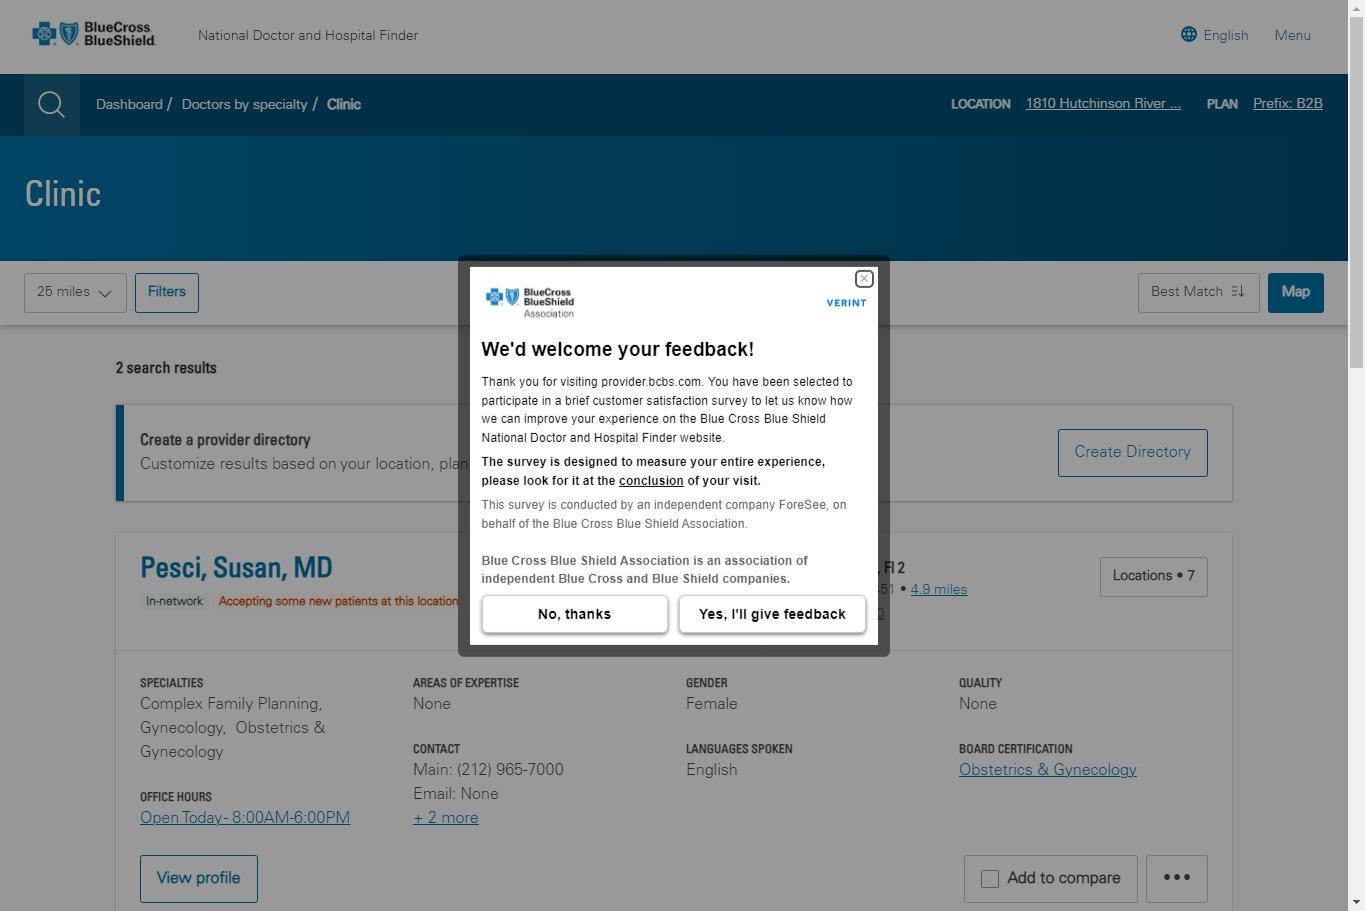 BlueCross
BlueShield
National Doctor and Hospital Finder
English
Menu
Dashboard / Doctors by specialty / Clinic
LOCATION 1810 Hutchinson River ... PLAN Prefix: B2B
Clinic
25 miles
Filters
Best Match
Map
2 search results
Create a provider directory
Customize results based on your location, plan
Create Directory
BlueCross
BlueShield
Association
VERINT
We'd welcome your feedback!
Thank you for visiting provider.bcbs.com. You have been selected to
participate in a brief customer satisfaction survey to let us know how
we can improve your experience on the Blue Cross Blue Shield
National Doctor and Hospital Finder website.
The survey is designed to measure your entire experience,
please look for it at the conclusion of your visit.
This survey is conducted by an independent company ForeSee, on
behalf of the Blue Cross Blue Shield Association.
Blue Cross Blue Shield Association is an association of
independent Blue Cross and Blue Shield companies.
No, thanks
Yes, I'll give feedback
Pesci, Susan, MD
In-network Accepting some new patients at this location
, Fl 2
51 • 4.9 miles
Locations • 7
SPECIALTIES
Complex Family Planning,
Gynecology, Obstetrics &
Gynecology
OFFICE HOURS
Open Today - 8:00AM-6:00PM
AREAS OF EXPERTISE
None
CONTACT
Main: (212) 965-7000
Email: None
+ 2 more
GENDER
Female
LANGUAGES SPOKEN
English
QUALITY
None
BOARD CERTIFICATION
Obstetrics & Gynecology
View profile
Add to compare
•••